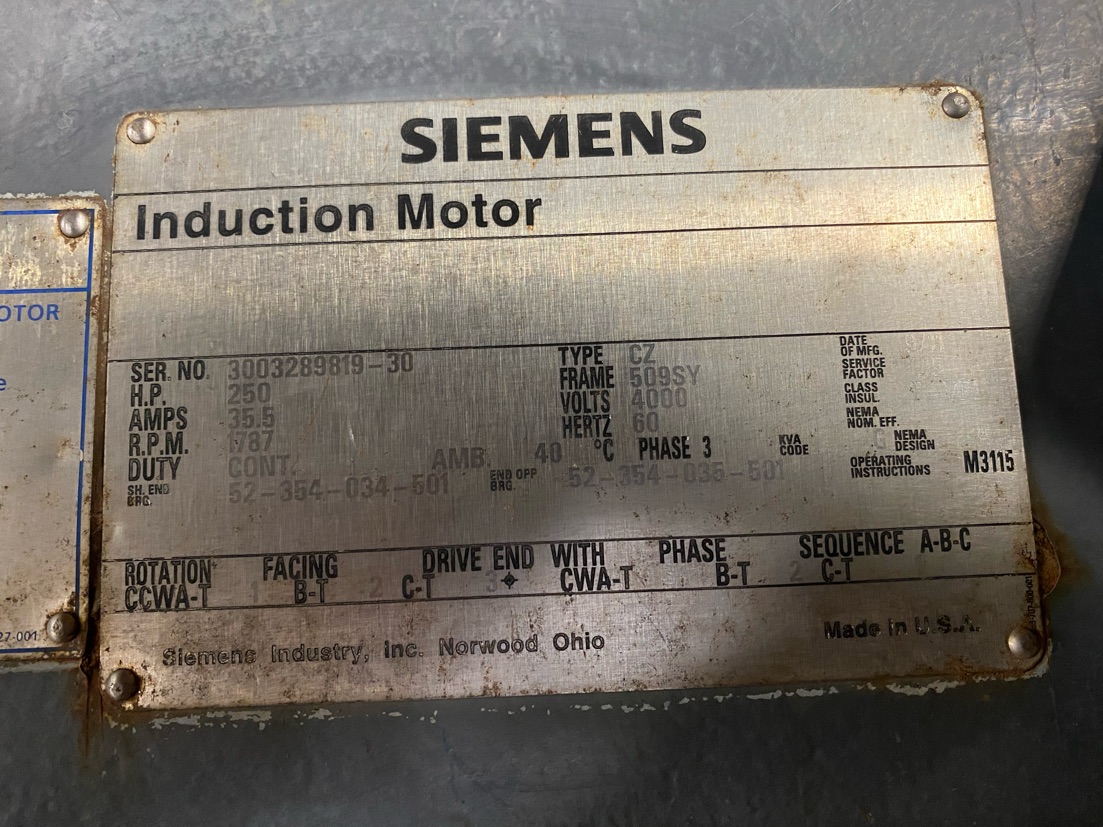 SIEMENS
Induction Motor
OTOR
SER. NO. 3003289819-30 TYPE CZ DATE OF MFG.
H.P. 250 FRAME 509SY SERVICE FACTOR
AMPS 35.5 VOLTS 4000 CLASS INSUL.
R.P.M. 787 HERTZ 60 NEMA NOM. EFF.
DUTY CONT. AMB. 40 °C PHASE 3 KVA CODE NEMA DESIGN
SH. END BRG. 52-354-034-501 END OPP BRG. 52-354-035-501 OPERATING INSTRUCTIONS M3115
ROTATION FACING DRIVE END WITH PHASE SEQUENCE A-B-C
CCWA-T 1 B-T 2 C-T 3 CWA-T B-T 2 C-T
Siemens Industry, Inc. Norwood Ohio Made in U.S.A.
27-001